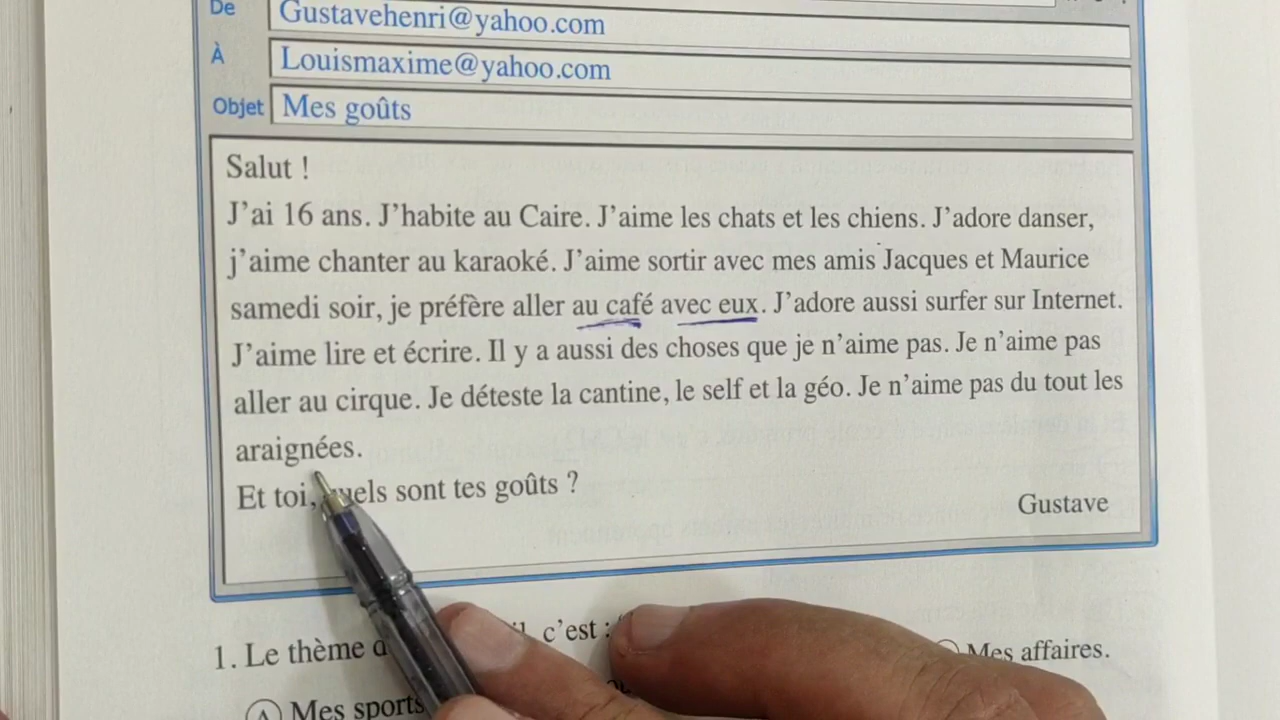 De Gustavehenri@yahoo.com
À Louismaxime@yahoo.com
Objet Mes goûts
Salut !
J'ai 16 ans. J'habite au Caire. J'aime les chats et les chiens. J'adore danser,
j'aime chanter au karaoké. J'aime sortir avec mes amis Jacques et Maurice
samedi soir, je préfère aller au café avec eux. J'adore aussi surfer sur Internet.
J'aime lire et écrire. Il y a aussi des choses que je n'aime pas. Je n'aime pas
aller au cirque. Je déteste la cantine, le self et la géo. Je n'aime pas du tout les
araignées.
Et toi, quels sont tes goûts ?
Gustave
1. Le thème c'est :
Mes affaires.
A Mes sports